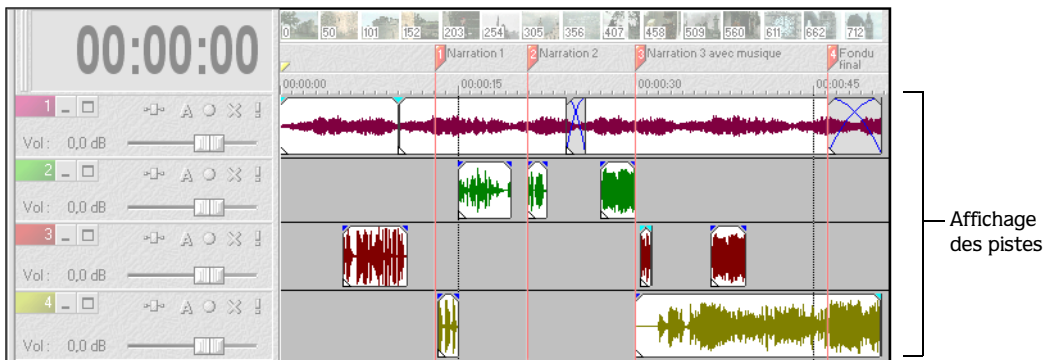 00:00:00
0 50 101 152 203 254 305 356 407 458 509 560 611 662 712
1 Narration 1 2 Narration 2 3 Narration 3 avec musique 4 Fondu final
00:00:00 00:00:15 00:00:30 00:00:45
1
Vol : 0,0 dB
2
Vol : 0,0 dB
3
Vol : 0,0 dB
4
Vol : 0,0 dB
Affichage
des pistes